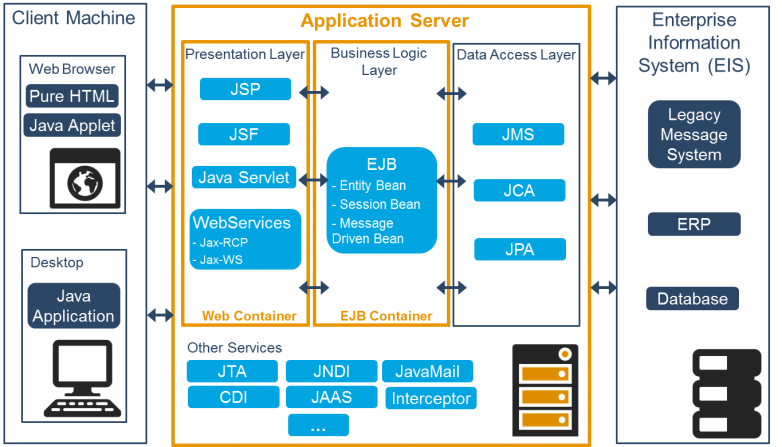 Client Machine
Web Browser
Pure HTML
Java Applet
Desktop
Java
Application
Application Server
Presentation Layer
JSP
JSF
Java Servlet
WebServices
- Jax-RCP
- Jax-WS
Web Container
Business Logic
Layer
EJB
- Entity Bean
- Session Bean
- Message
Driven Bean
EJB Container
Data Access Layer
JMS
JCA
JPA
Other Services
JTA
JNDI
JavaMail
CDI
JAAS
Interceptor
...
Enterprise
Information
System (EIS)
Legacy
Message
System
ERP
Database